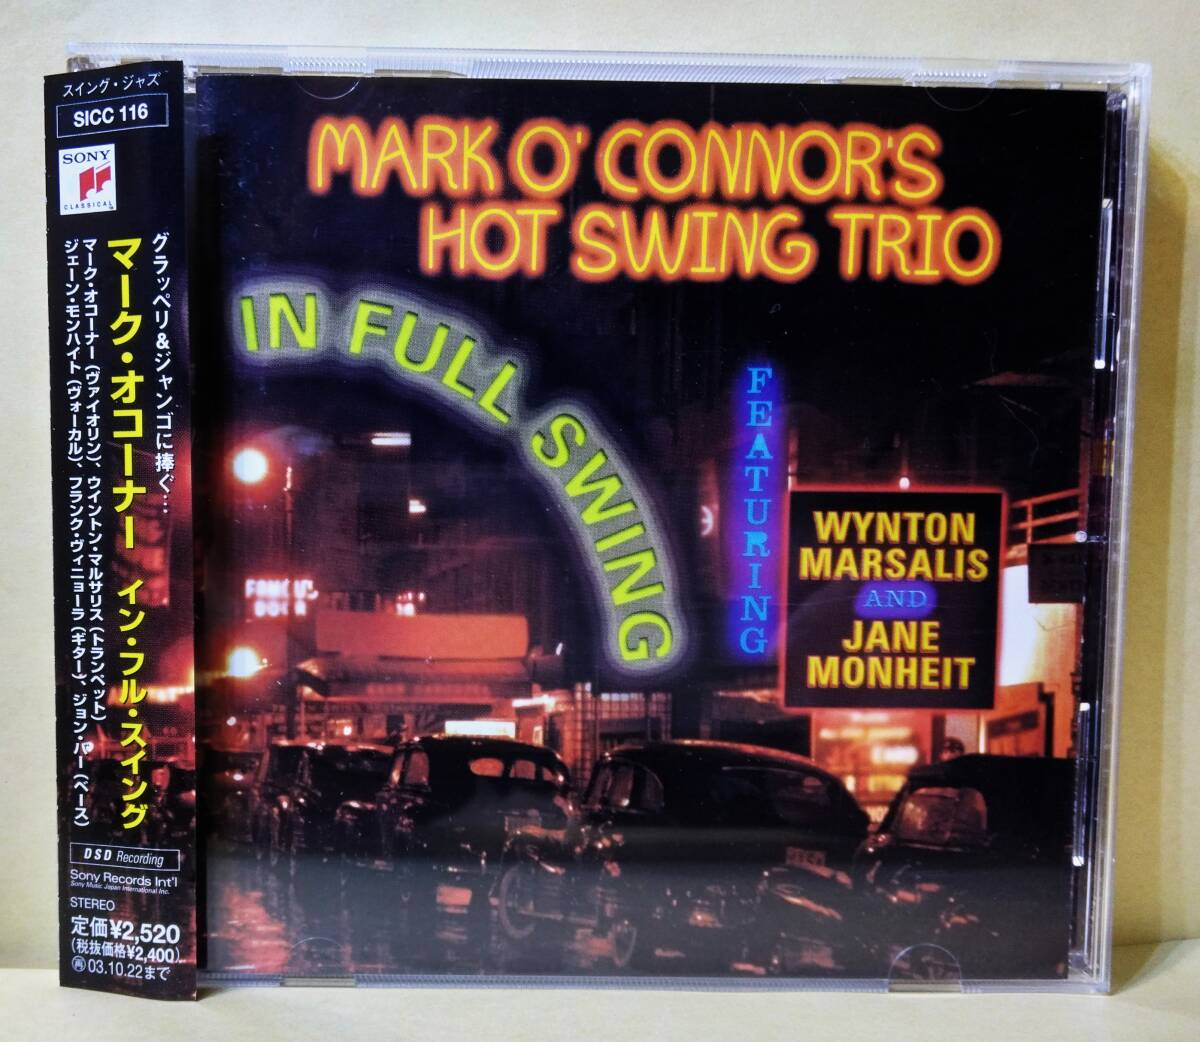 スイング・ジャズ
SICC 116
SONY
CLASSICAL
グラッペリ&ジャンゴに捧ぐ…
マーク・オコーナー イン・フル・スイング
マーク・オコーナー(ヴァイオリン)、ウイントン・マルサリス(トランペット)
ジェーン・モンハイト(ヴォーカル)、フランク・ヴィニョーラ(ギター)、ジョン・バー(ベース)
DSD Recording
Sony Records Int'l
Sony Music Japan International Inc.
STEREO
定価¥2,520
(税抜価格¥2,400)
再 03.10.22まで
MARK O'CONNOR'S
HOT SWING TRIO
IN FULL SWING
FEATURING
WYNTON
MARSALIS
AND
JANE
MONHEIT
FAMOUS
DOOR